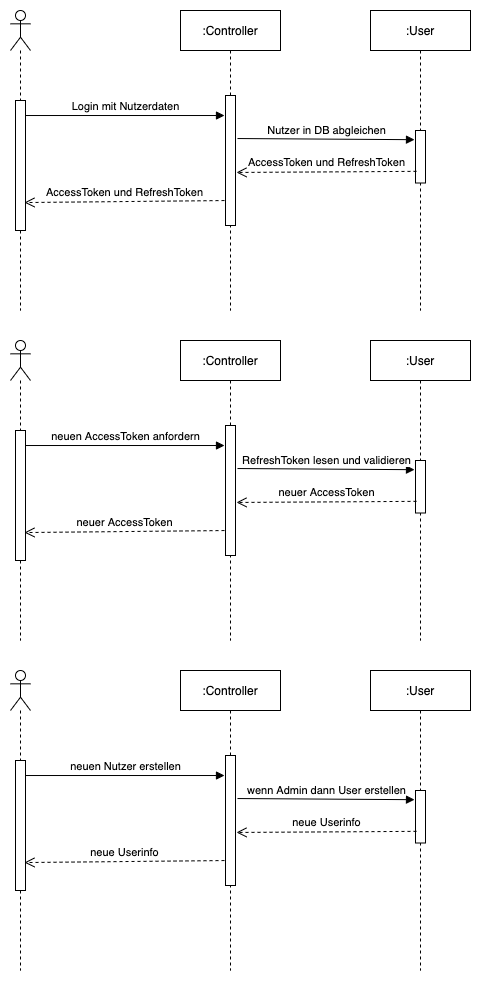 :Controller
:User
Login mit Nutzerdaten
Nutzer in DB abgleichen
AccessToken und RefreshToken
AccessToken und RefreshToken
:Controller
:User
neuen AccessToken anfordern
RefreshToken lesen und validieren
neuer AccessToken
neuer AccessToken
:Controller
:User
neuen Nutzer erstellen
wenn Admin dann User erstellen
neue Userinfo
neue Userinfo